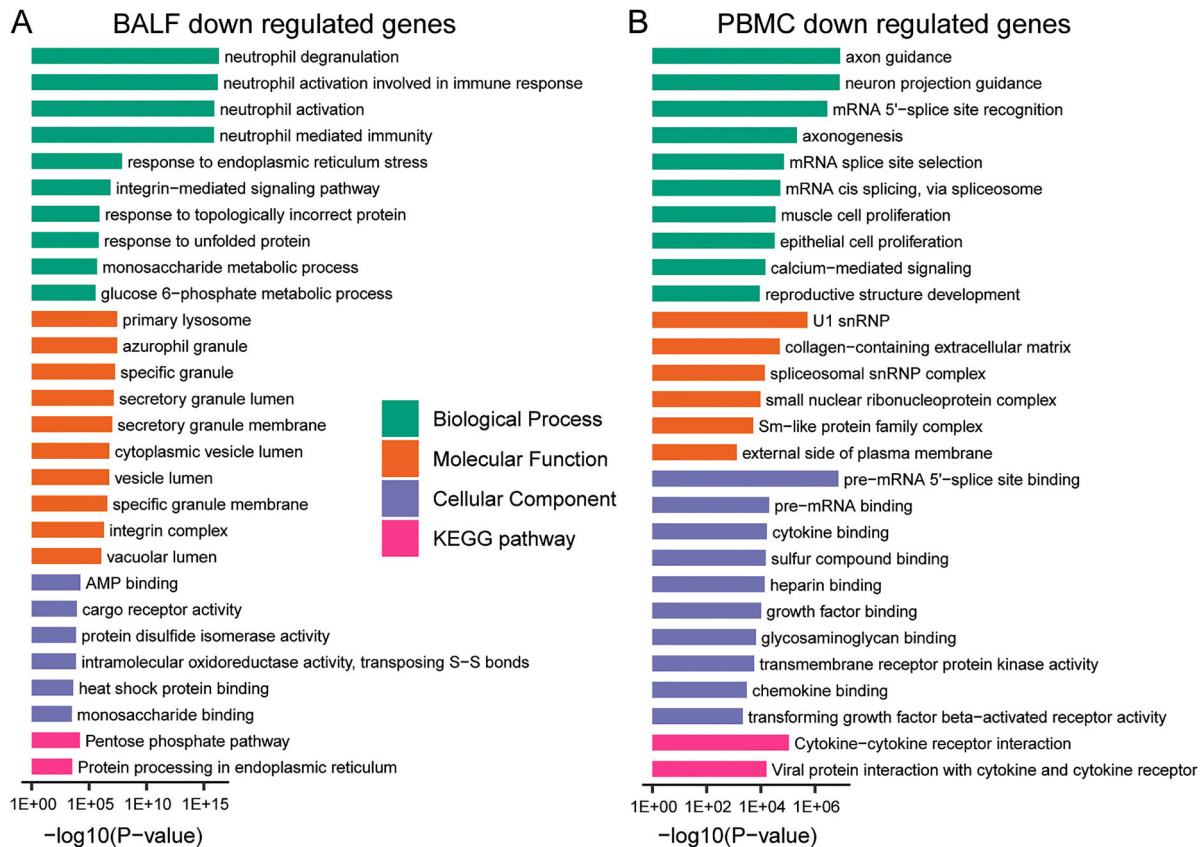 A
BALF down regulated genes
neutrophil degranulation
neutrophil activation involved in immune response
neutrophil activation
neutrophil mediated immunity
response to endoplasmic reticulum stress
integrin−mediated signaling pathway
response to topologically incorrect protein
response to unfolded protein
monosaccharide metabolic process
glucose 6−phosphate metabolic process
primary lysosome
azurophil granule
specific granule
secretory granule lumen
secretory granule membrane
cytoplasmic vesicle lumen
vesicle lumen
specific granule membrane
integrin complex
vacuolar lumen
AMP binding
cargo receptor activity
protein disulfide isomerase activity
intramolecular oxidoreductase activity, transposing S−S bonds
heat shock protein binding
monosaccharide binding
Pentose phosphate pathway
Protein processing in endoplasmic reticulum
1E+00 1E+05 1E+10 1E+15
−log10(P−value)
Biological Process
Molecular Function
Cellular Component
KEGG pathway
B
PBMC down regulated genes
axon guidance
neuron projection guidance
mRNA 5'−splice site recognition
axonogenesis
mRNA splice site selection
mRNA cis splicing, via spliceosome
muscle cell proliferation
epithelial cell proliferation
calcium−mediated signaling
reproductive structure development
U1 snRNP
collagen−containing extracellular matrix
spliceosomal snRNP complex
small nuclear ribonucleoprotein complex
Sm−like protein family complex
external side of plasma membrane
pre−mRNA 5'−splice site binding
pre−mRNA binding
cytokine binding
sulfur compound binding
heparin binding
growth factor binding
glycosaminoglycan binding
transmembrane receptor protein kinase activity
chemokine binding
transforming growth factor beta−activated receptor activity
Cytokine−cytokine receptor interaction
Viral protein interaction with cytokine and cytokine receptor
1E+00 1E+02 1E+04 1E+06
−log10(P−value)